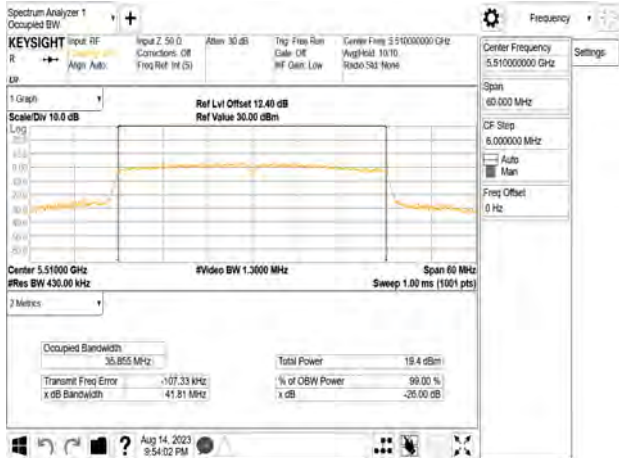 Spectrum Analyzer 1
Occupied BW
+
Frequency
KEYSIGHT Input: RF
R
Align: Auto
Input Z: 50 Ω
Corrections: Off
Freq Ref: Int (S)
Atten: 30 dB
Trig: Free Run
Gate: Off
#IF Gain: Low
Center Freq: 5.510000000 GHz
Avg|Hold: 10/10
Radio Std: None
Center Frequency
5.510000000 GHz
Settings
Span
60.000 MHz
CF Step
6.000000 MHz
Auto
Man
Freq Offset
0 Hz
1 Graph
Scale/Div 10.0 dB
Ref Lvl Offset 12.40 dB
Ref Value 30.00 dBm
Log
Center 5.51000 GHz
#Res BW 430.00 kHz
#Video BW 1.3000 MHz
Span 60 MHz
Sweep 1.00 ms (1001 pts)
2 Metrics
Occupied Bandwidth
35.855 MHz
Total Power
19.4 dBm
Transmit Freq Error
-107.33 kHz
% of OBW Power
99.00 %
x dB Bandwidth
41.81 MHz
x dB
-26.00 dB
?
Aug 14, 2023
9:54:02 PM